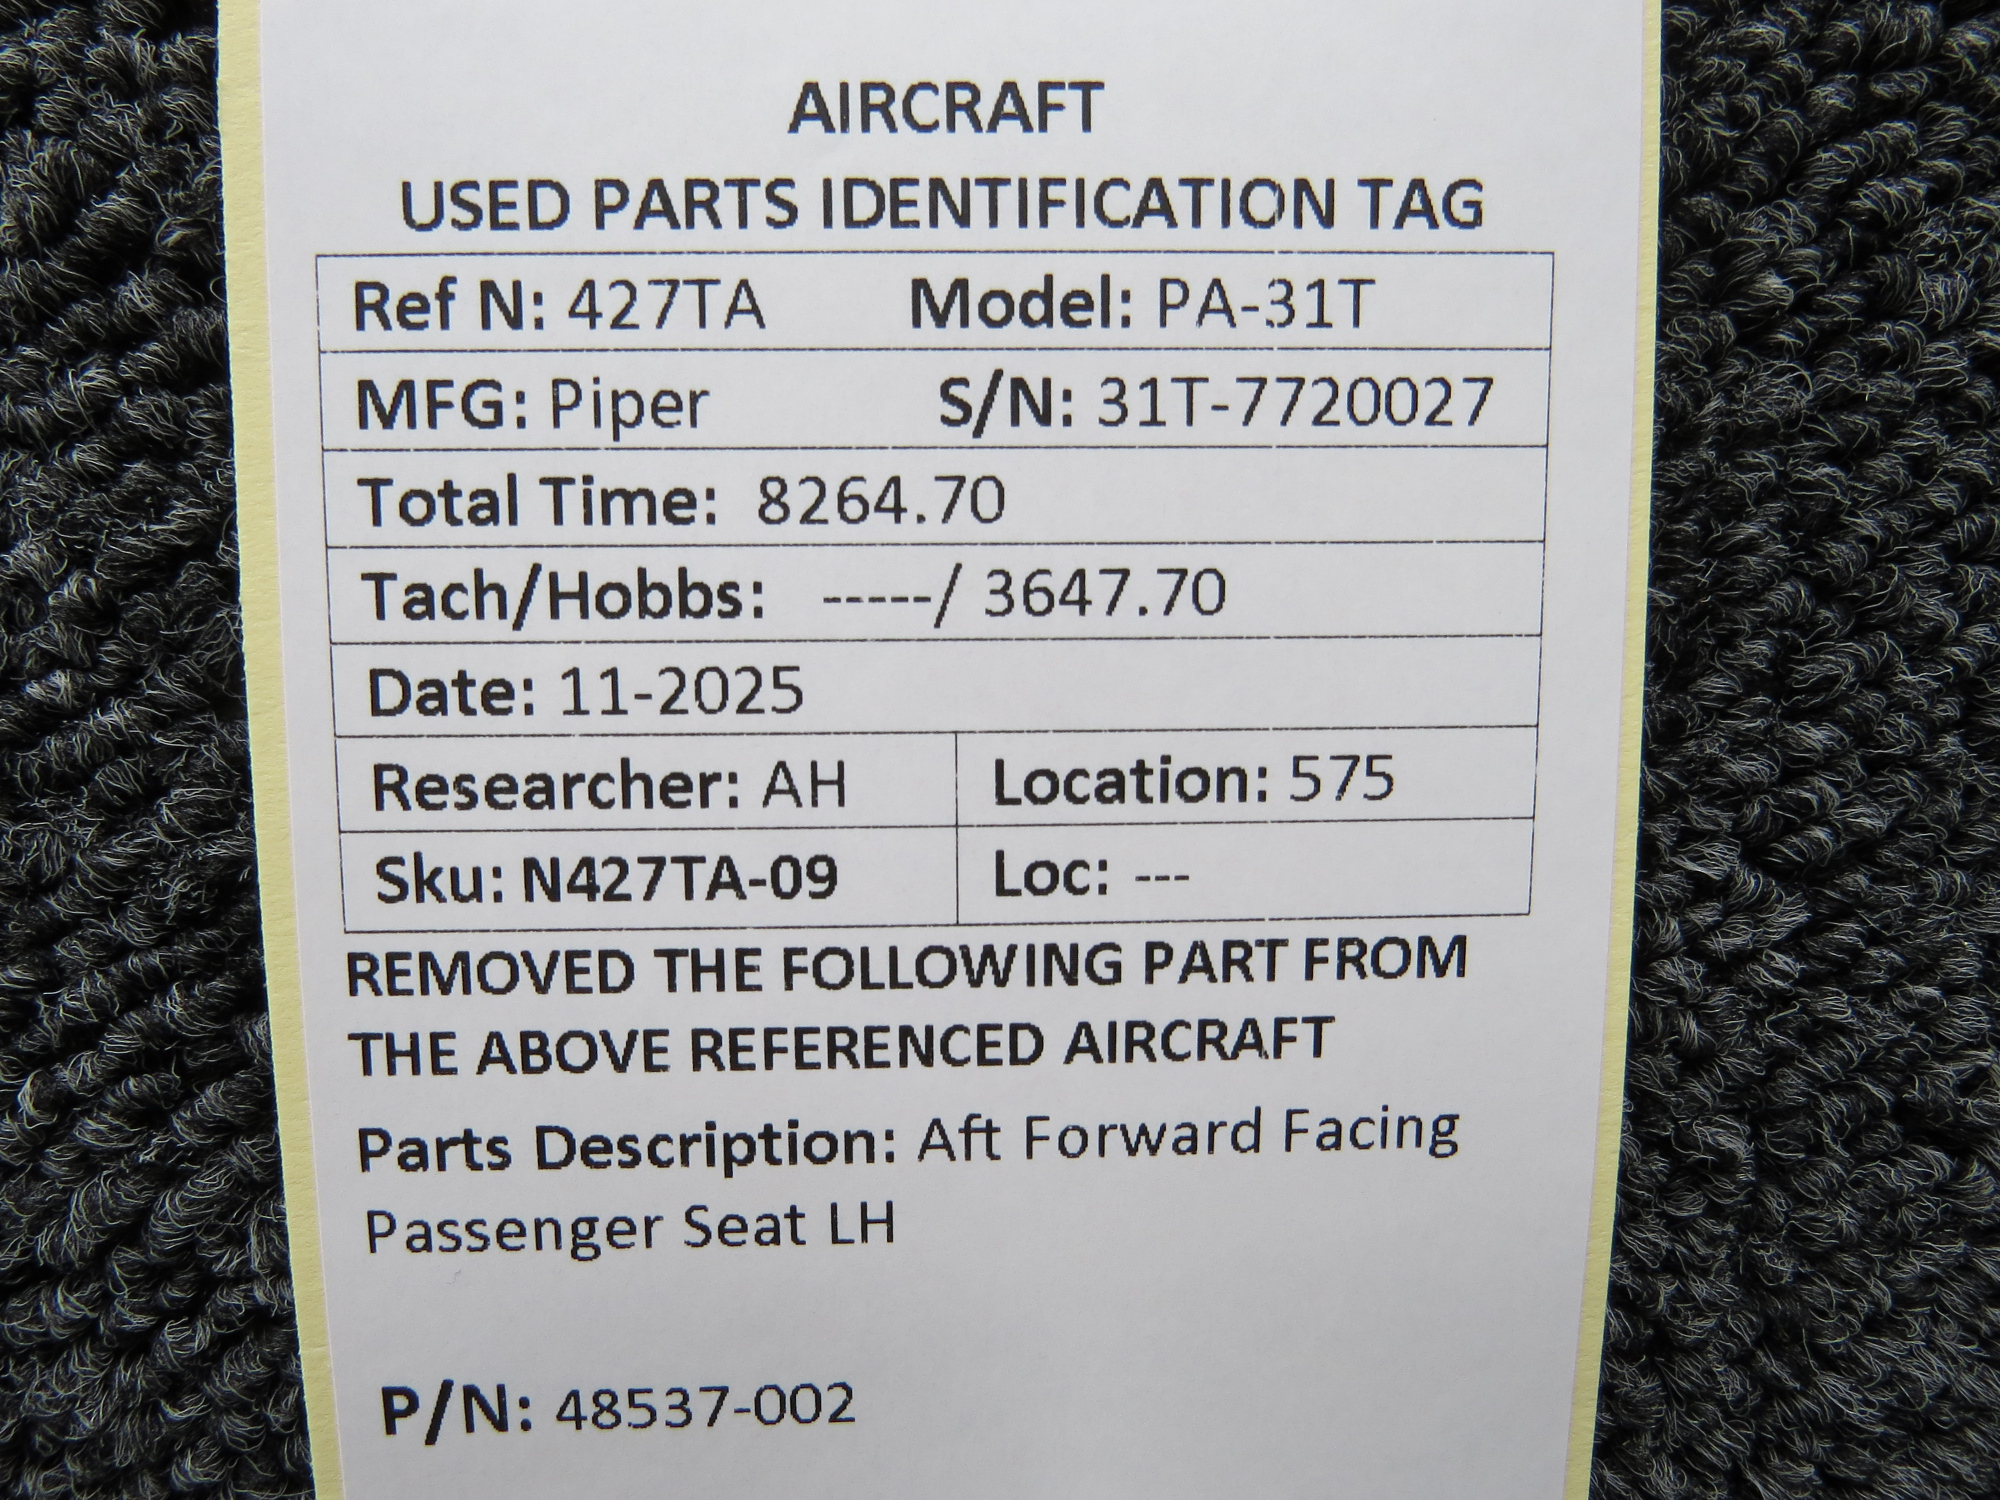 AIRCRAFT
USED PARTS IDENTIFICATION TAG
Ref N: 427TA Model: PA-31T
MFG: Piper S/N: 31T-7720027
Total Time: 8264.70
Tach/Hobbs: -----/ 3647.70
Date: 11-2025
Researcher: AH Location: 575
Sku: N427TA-09 Loc: ---
REMOVED THE FOLLOWING PART FROM
THE ABOVE REFERENCED AIRCRAFT
Parts Description: Aft Forward Facing
Passenger Seat LH
P/N: 48537-002